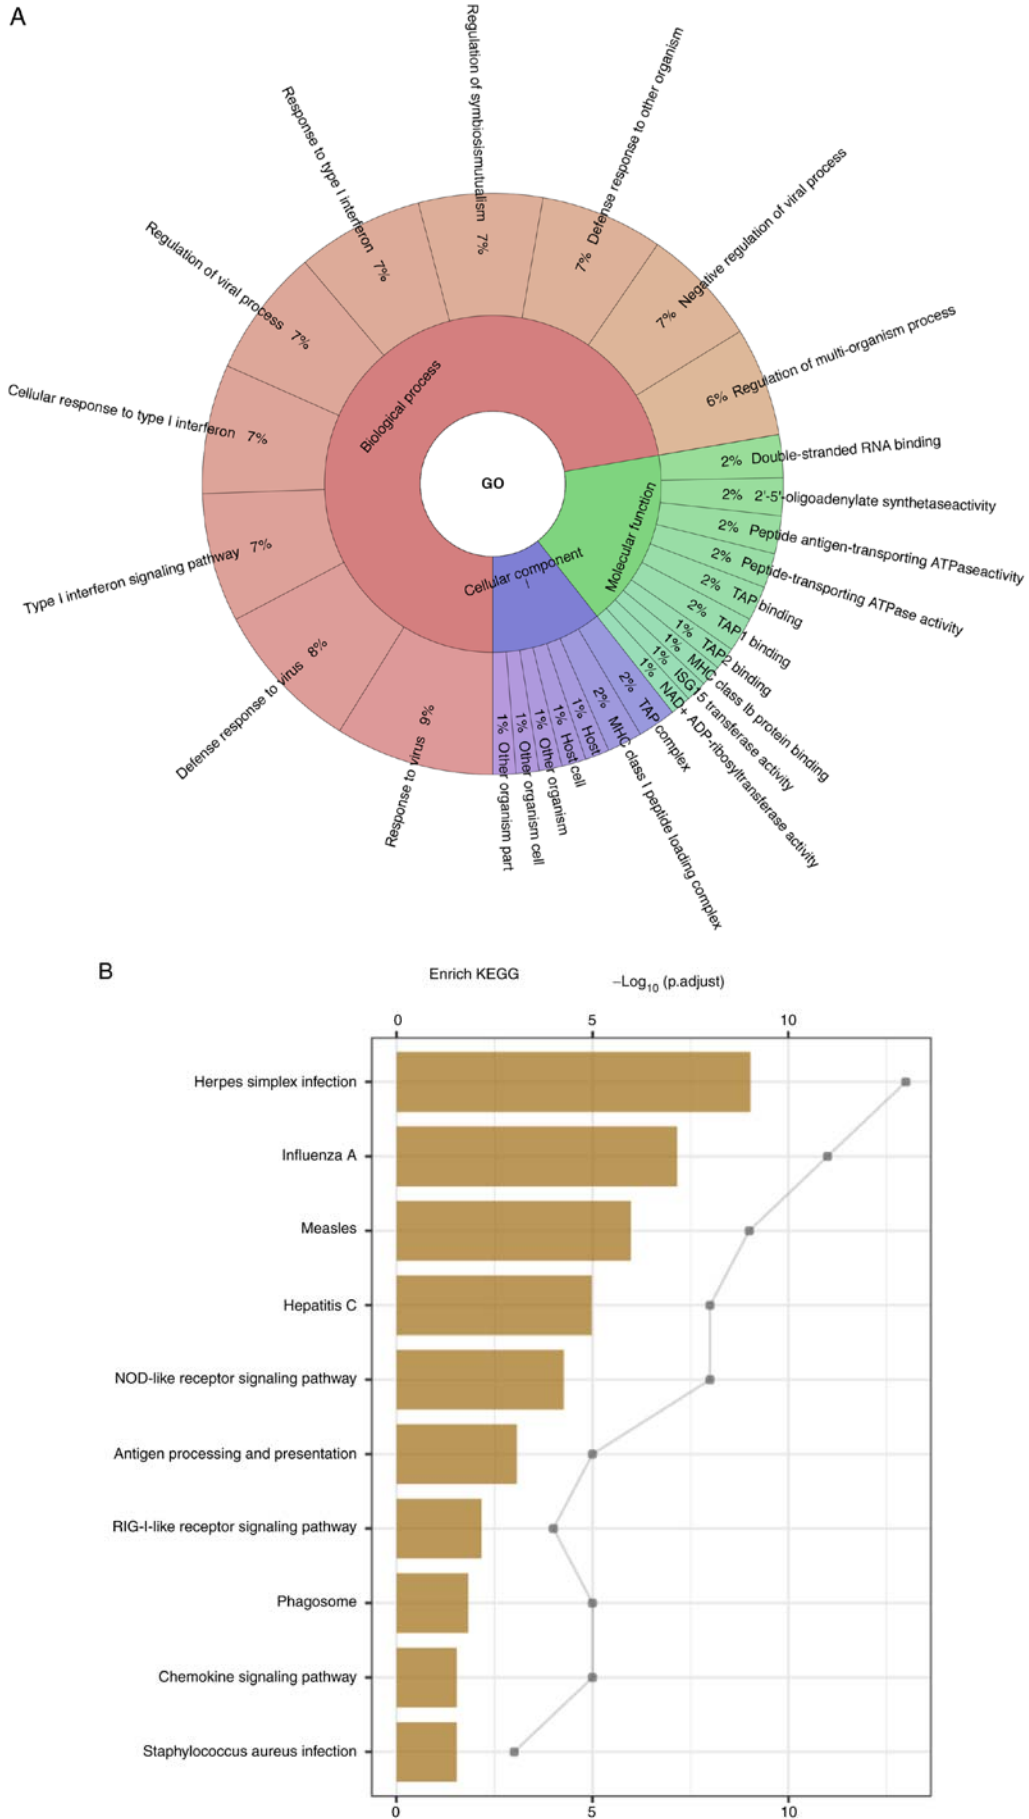 A
Regulation of symbiosismutualism 7%
7% Defense response to other organism
7% Negative regulation of viral process
6% Regulation of multi-organism process
2% Double-stranded RNA binding
2% 2'-5'-oligoadenylate synthetaseactivity
2% Peptide antigen-transporting ATPaseactivity
2% Peptide-transporting ATPase activity
2% TAP binding
2% TAP1 binding
1% TAP2 binding
1% MHC class Ib protein binding
1% ISG15 transferase activity
1% NAD+ ADP-ribosyltransferase activity
2% TAP complex
2% MHC class I peptide loading complex
1% Host
1% Host cell
1% Other organism
1% Other organism cell
1% Other organism part
Response to virus 9%
Defense response to virus 8%
Type I interferon signaling pathway 7%
Cellular response to type I interferon 7%
Regulation of viral process 7%
Response to type I interferon 7%
Biological process
GO
Molecular function
Cellular component
B
Enrich KEGG
−Log10 (p.adjust)
0 5 10
Herpes simplex infection
Influenza A
Measles
Hepatitis C
NOD-like receptor signaling pathway
Antigen processing and presentation
RIG-I-like receptor signaling pathway
Phagosome
Chemokine signaling pathway
Staphylococcus aureus infection
0 5 10